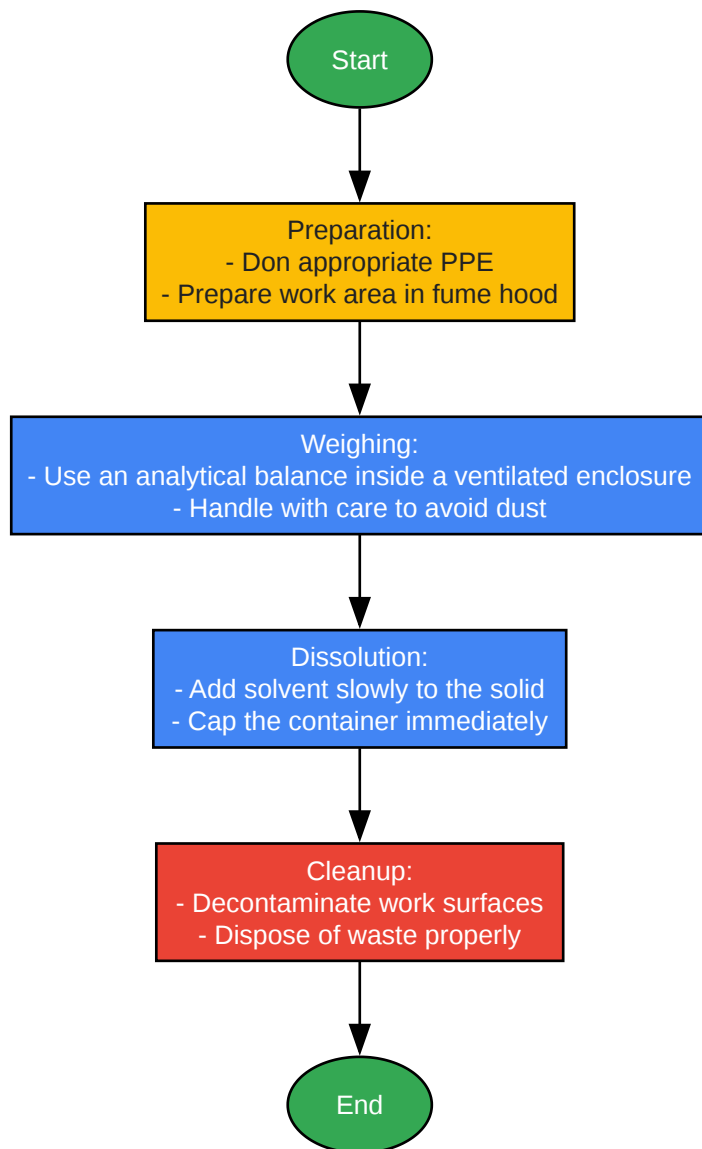 Start
Preparation:
- Don appropriate PPE
- Prepare work area in fume hood
Weighing:
- Use an analytical balance inside a ventilated enclosure
- Handle with care to avoid dust
Dissolution:
- Add solvent slowly to the solid
- Cap the container immediately
Cleanup:
- Decontaminate work surfaces
- Dispose of waste properly
End